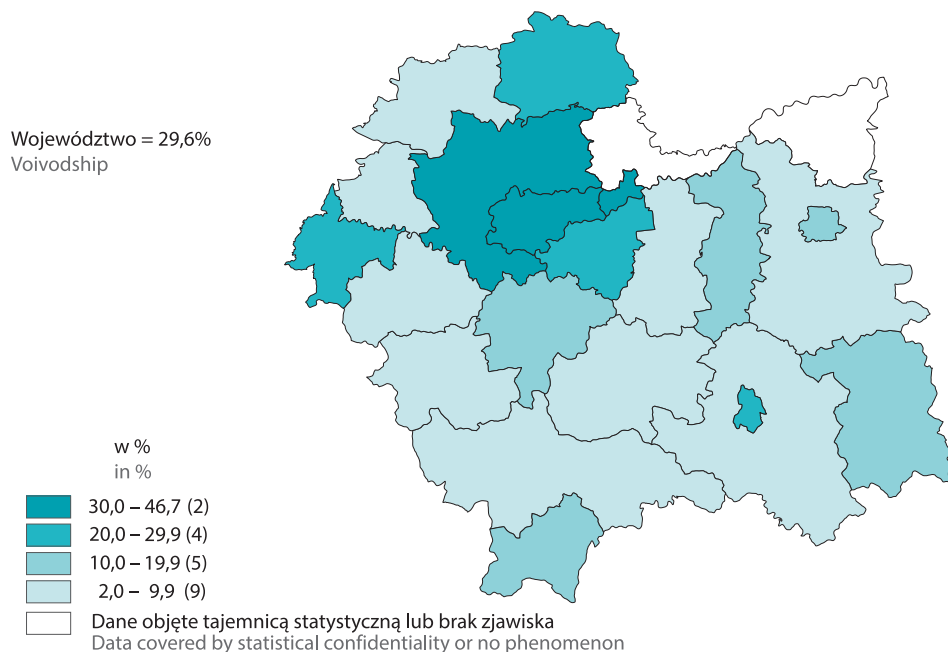 Województwo = 29,6%
Voivodship
w %
in %
30,0 – 46,7 (2)
20,0 – 29,9 (4)
10,0 – 19,9 (5)
2,0 – 9,9 (9)
Dane objęte tajemnicą statystyczną lub brak zjawiska
Data covered by statistical confidentiality or no phenomenon